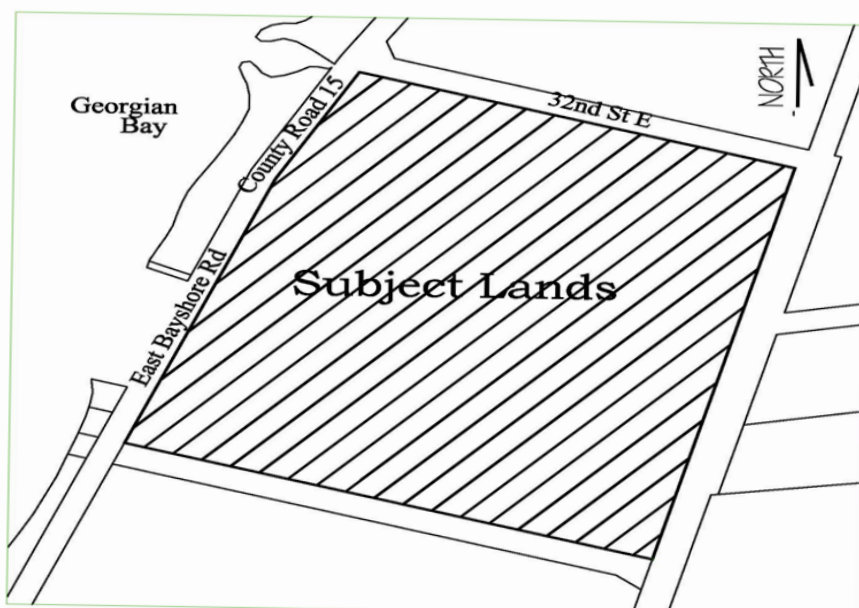 Georgian
Bay
County Road 15
32nd St E
NORTH
East Bayshore Rd
Subject Lands